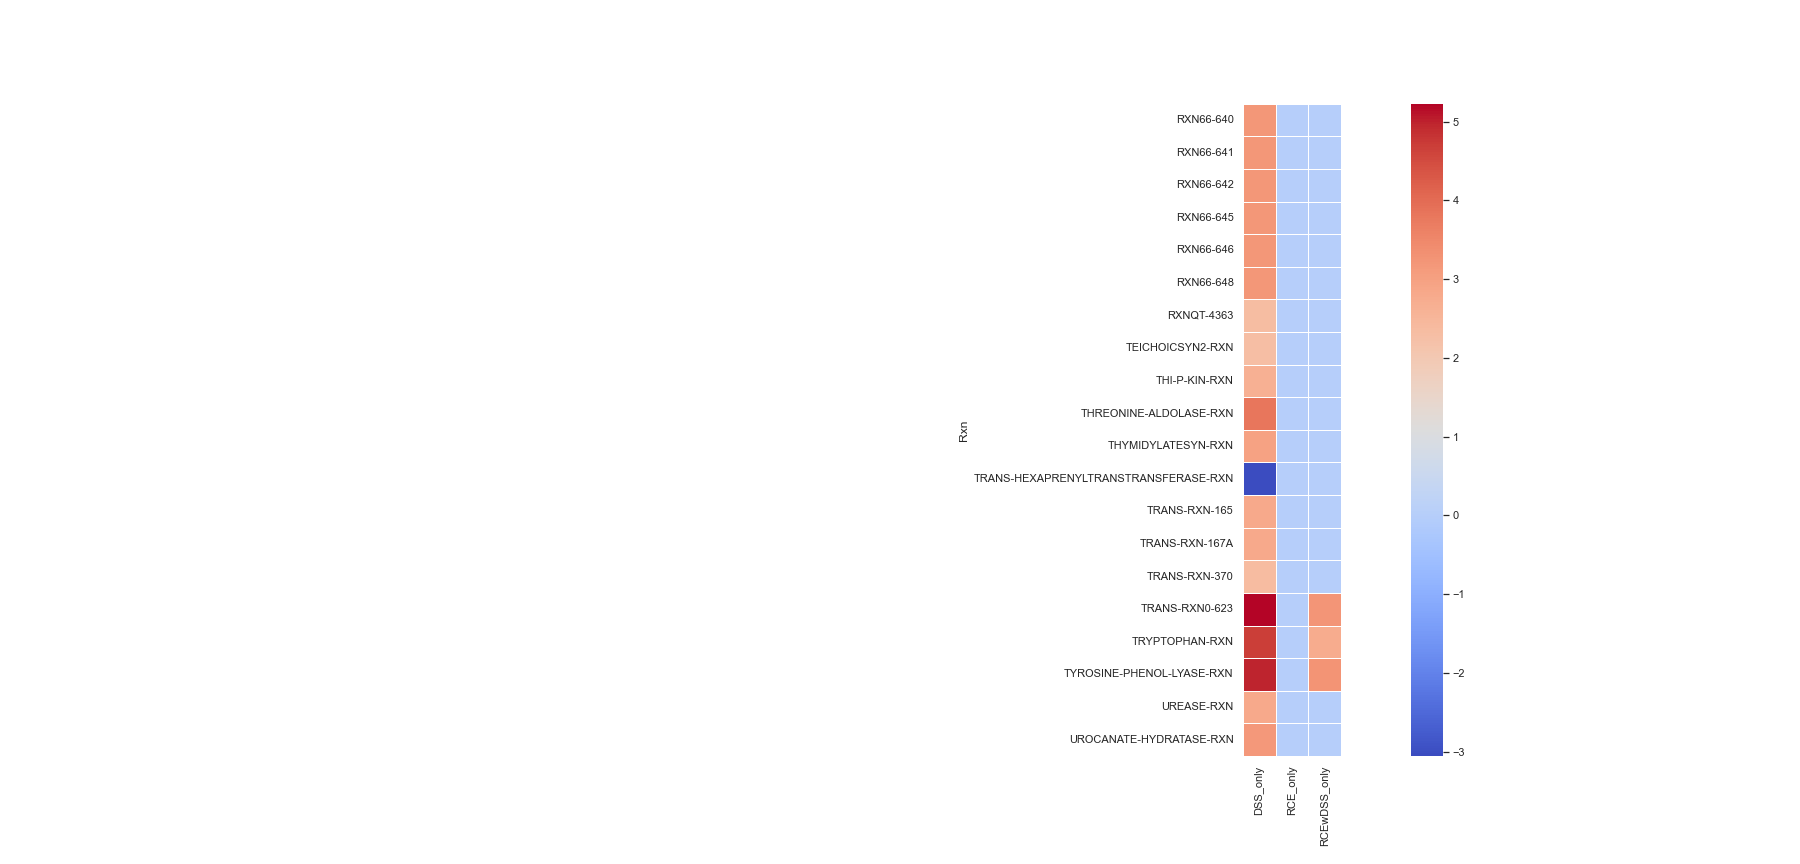 RXN66-640
RXN66-641
RXN66-642
RXN66-645
RXN66-646
RXN66-648
RXNQT-4363
TEICHOICSYN2-RXN
THI-P-KIN-RXN
THREONINE-ALDOLASE-RXN
THYMIDYLATESYN-RXN
TRANS-HEXAPRENYLTRANSTRANSFERASE-RXN
TRANS-RXN-165
TRANS-RXN-167A
TRANS-RXN-370
TRANS-RXN0-623
TRYPTOPHAN-RXN
TYROSINE-PHENOL-LYASE-RXN
UREASE-RXN
UROCANATE-HYDRATASE-RXN
Rxn
DSS_only
RCE_only
RCEwDSS_only
5
4
3
2
1
0
−1
−2
−3